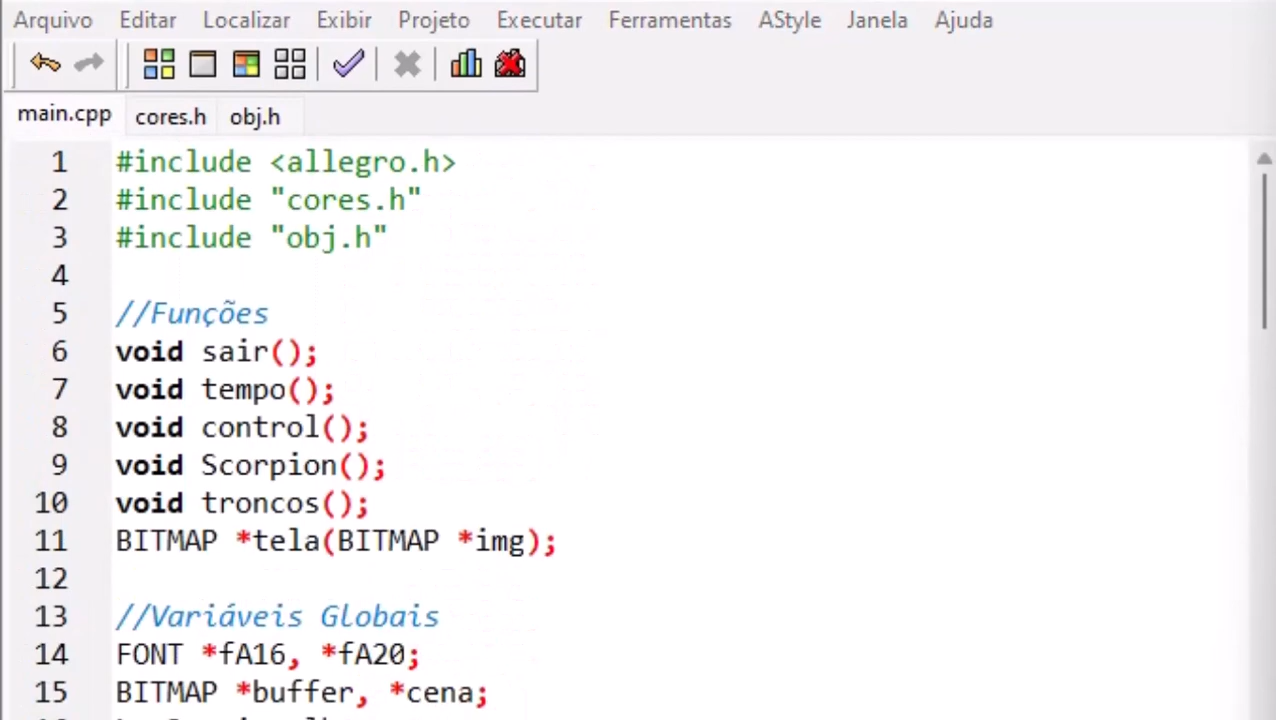 Arquivo Editar Localizar Exibir Projeto Executar Ferramentas AStyle Janela Ajuda
main.cpp cores.h obj.h
1 #include <allegro.h>
2 #include "cores.h"
3 #include "obj.h"
4
5 //Funções
6 void sair();
7 void tempo();
8 void control();
9 void Scorpion();
10 void troncos();
11 BITMAP *tela(BITMAP *img);
12
13 //Variáveis Globais
14 FONT *fA16, *fA20;
15 BITMAP *buffer, *cena;